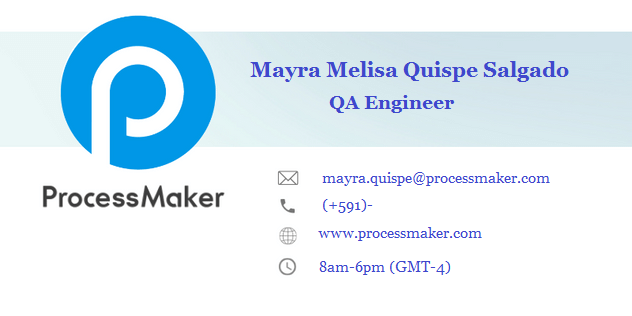 Mayra Melisa Quispe Salgado
QA Engineer
ProcessMaker
mayra.quispe@processmaker.com
(+591)-
www.processmaker.com
8am-6pm (GMT-4)